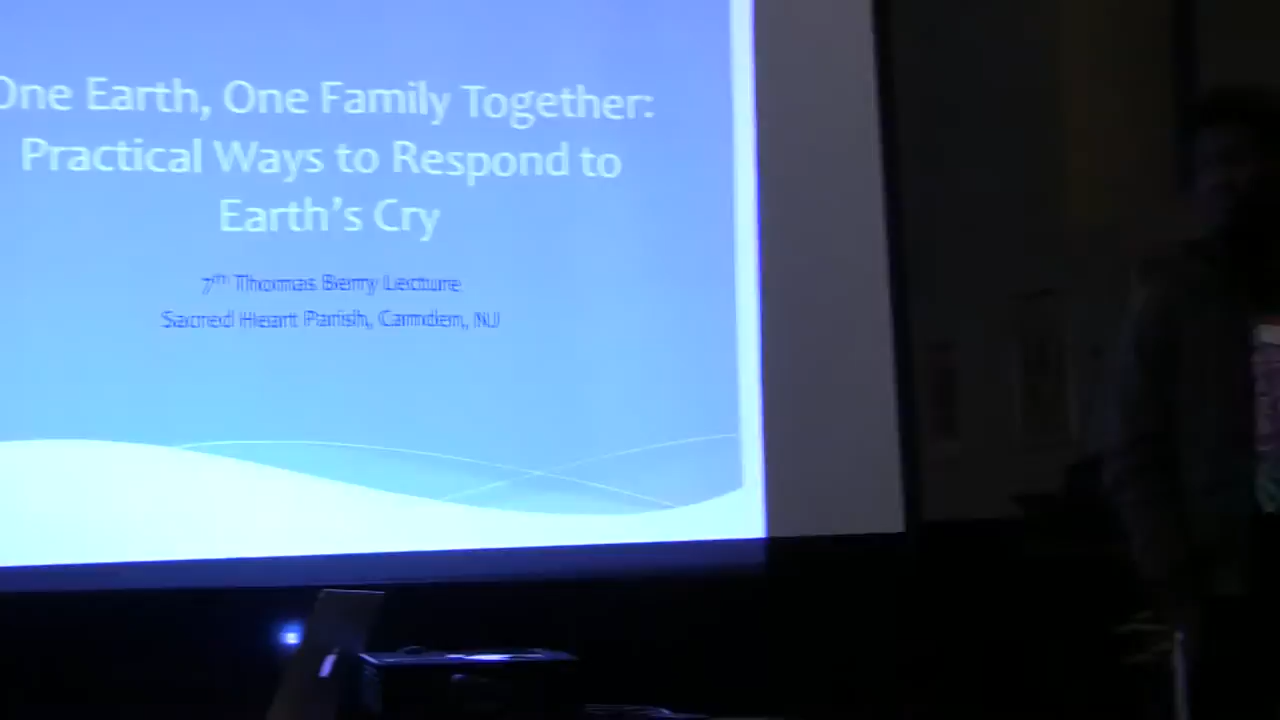 One Earth, One Family Together:
Practical Ways to Respond to
Earth's Cry
7th Thomas Berry Lecture
Sacred Heart Parish, Camden, NJ